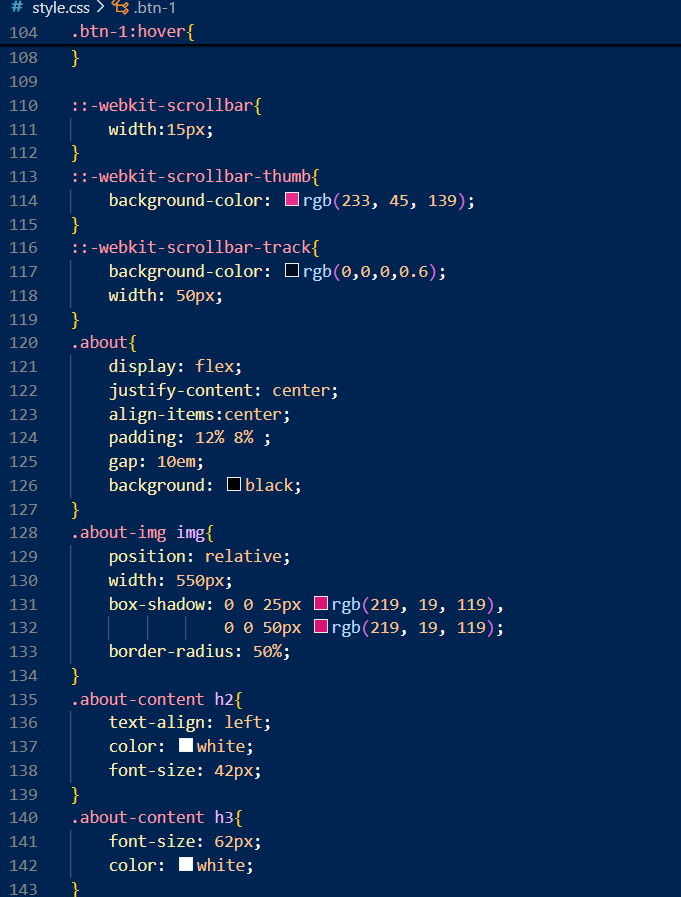 # style.css > .btn-1
104 .btn-1:hover{
108 }
109
110 ::-webkit-scrollbar{
111     width:15px;
112 }
113 ::-webkit-scrollbar-thumb{
114     background-color: rgb(233, 45, 139);
115 }
116 ::-webkit-scrollbar-track{
117     background-color: rgb(0,0,0,0.6);
118     width: 50px;
119 }
120 .about{
121     display: flex;
122     justify-content: center;
123     align-items:center;
124     padding: 12% 8% ;
125     gap: 10em;
126     background: black;
127 }
128 .about-img img{
129     position: relative;
130     width: 550px;
131     box-shadow: 0 0 25px rgb(219, 19, 119),
132                 0 0 50px rgb(219, 19, 119);
133     border-radius: 50%;
134 }
135 .about-content h2{
136     text-align: left;
137     color: white;
138     font-size: 42px;
139 }
140 .about-content h3{
141     font-size: 62px;
142     color: white;
143 }